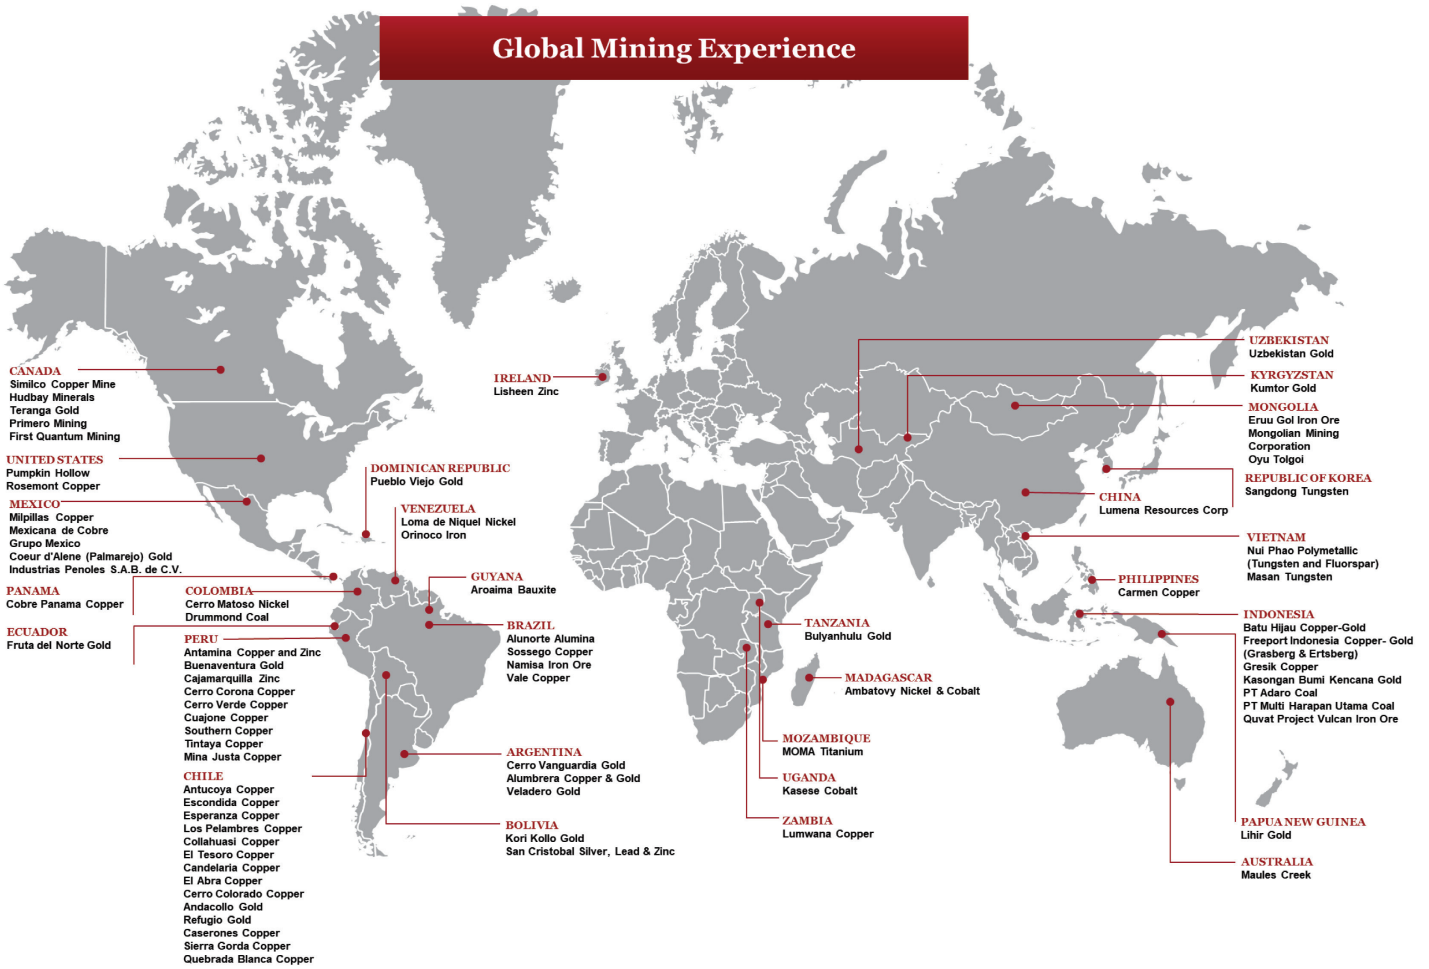 Global Mining Experience
CANADA
Similco Copper Mine
Hudbay Minerals
Teranga Gold
Primero Mining
First Quantum Mining
UNITED STATES
Pumpkin Hollow
Rosemont Copper
MEXICO
Milpillas Copper
Mexicana de Cobre
Grupo Mexico
Coeur d'Alene (Palmarejo) Gold
Industrias Penoles S.A.B. de C.V.
PANAMA
Cobre Panama Copper
ECUADOR
Fruta del Norte Gold
COLOMBIA
Cerro Matoso Nickel
Drummond Coal
PERU
Antamina Copper and Zinc
Buenaventura Gold
Cajamarquilla Zinc
Cerro Corona Copper
Cerro Verde Copper
Cuajone Copper
Southern Copper
Tintaya Copper
Mina Justa Copper
CHILE
Antucoya Copper
Escondida Copper
Esperanza Copper
Los Pelambres Copper
Collahuasi Copper
El Tesoro Copper
Candelaria Copper
El Abra Copper
Cerro Colorado Copper
Andacollo Gold
Refugio Gold
Caserones Copper
Sierra Gorda Copper
Quebrada Blanca Copper
DOMINICAN REPUBLIC
Pueblo Viejo Gold
VENEZUELA
Loma de Niquel Nickel
Orinoco Iron
GUYANA
Aroaima Bauxite
BRAZIL
Alunorte Alumina
Sossego Copper
Namisa Iron Ore
Vale Copper
ARGENTINA
Cerro Vanguardia Gold
Alumbrera Copper & Gold
Veladero Gold
BOLIVIA
Kori Kollo Gold
San Cristobal Silver, Lead & Zinc
IRELAND
Lisheen Zinc
TANZANIA
Bulyanhulu Gold
MADAGASCAR
Ambatovy Nickel & Cobalt
MOZAMBIQUE
MOMA Titanium
UGANDA
Kasese Cobalt
ZAMBIA
Lumwana Copper
UZBEKISTAN
Uzbekistan Gold
KYRGYZSTAN
Kumtor Gold
MONGOLIA
Eruu Gol Iron Ore
Mongolian Mining
Corporation
Oyu Tolgoi
REPUBLIC OF KOREA
Sangdong Tungsten
CHINA
Lumena Resources Corp
VIETNAM
Nui Phao Polymetallic
(Tungsten and Fluorspar)
Masan Tungsten
PHILIPPINES
Carmen Copper
INDONESIA
Batu Hijau Copper-Gold
Freeport Indonesia Copper- Gold
(Grasberg & Ertsberg)
Gresik Copper
Kasongan Bumi Kencana Gold
PT Adaro Coal
PT Multi Harapan Utama Coal
Quvat Project Vulcan Iron Ore
PAPUA NEW GUINEA
Lihir Gold
AUSTRALIA
Maules Creek